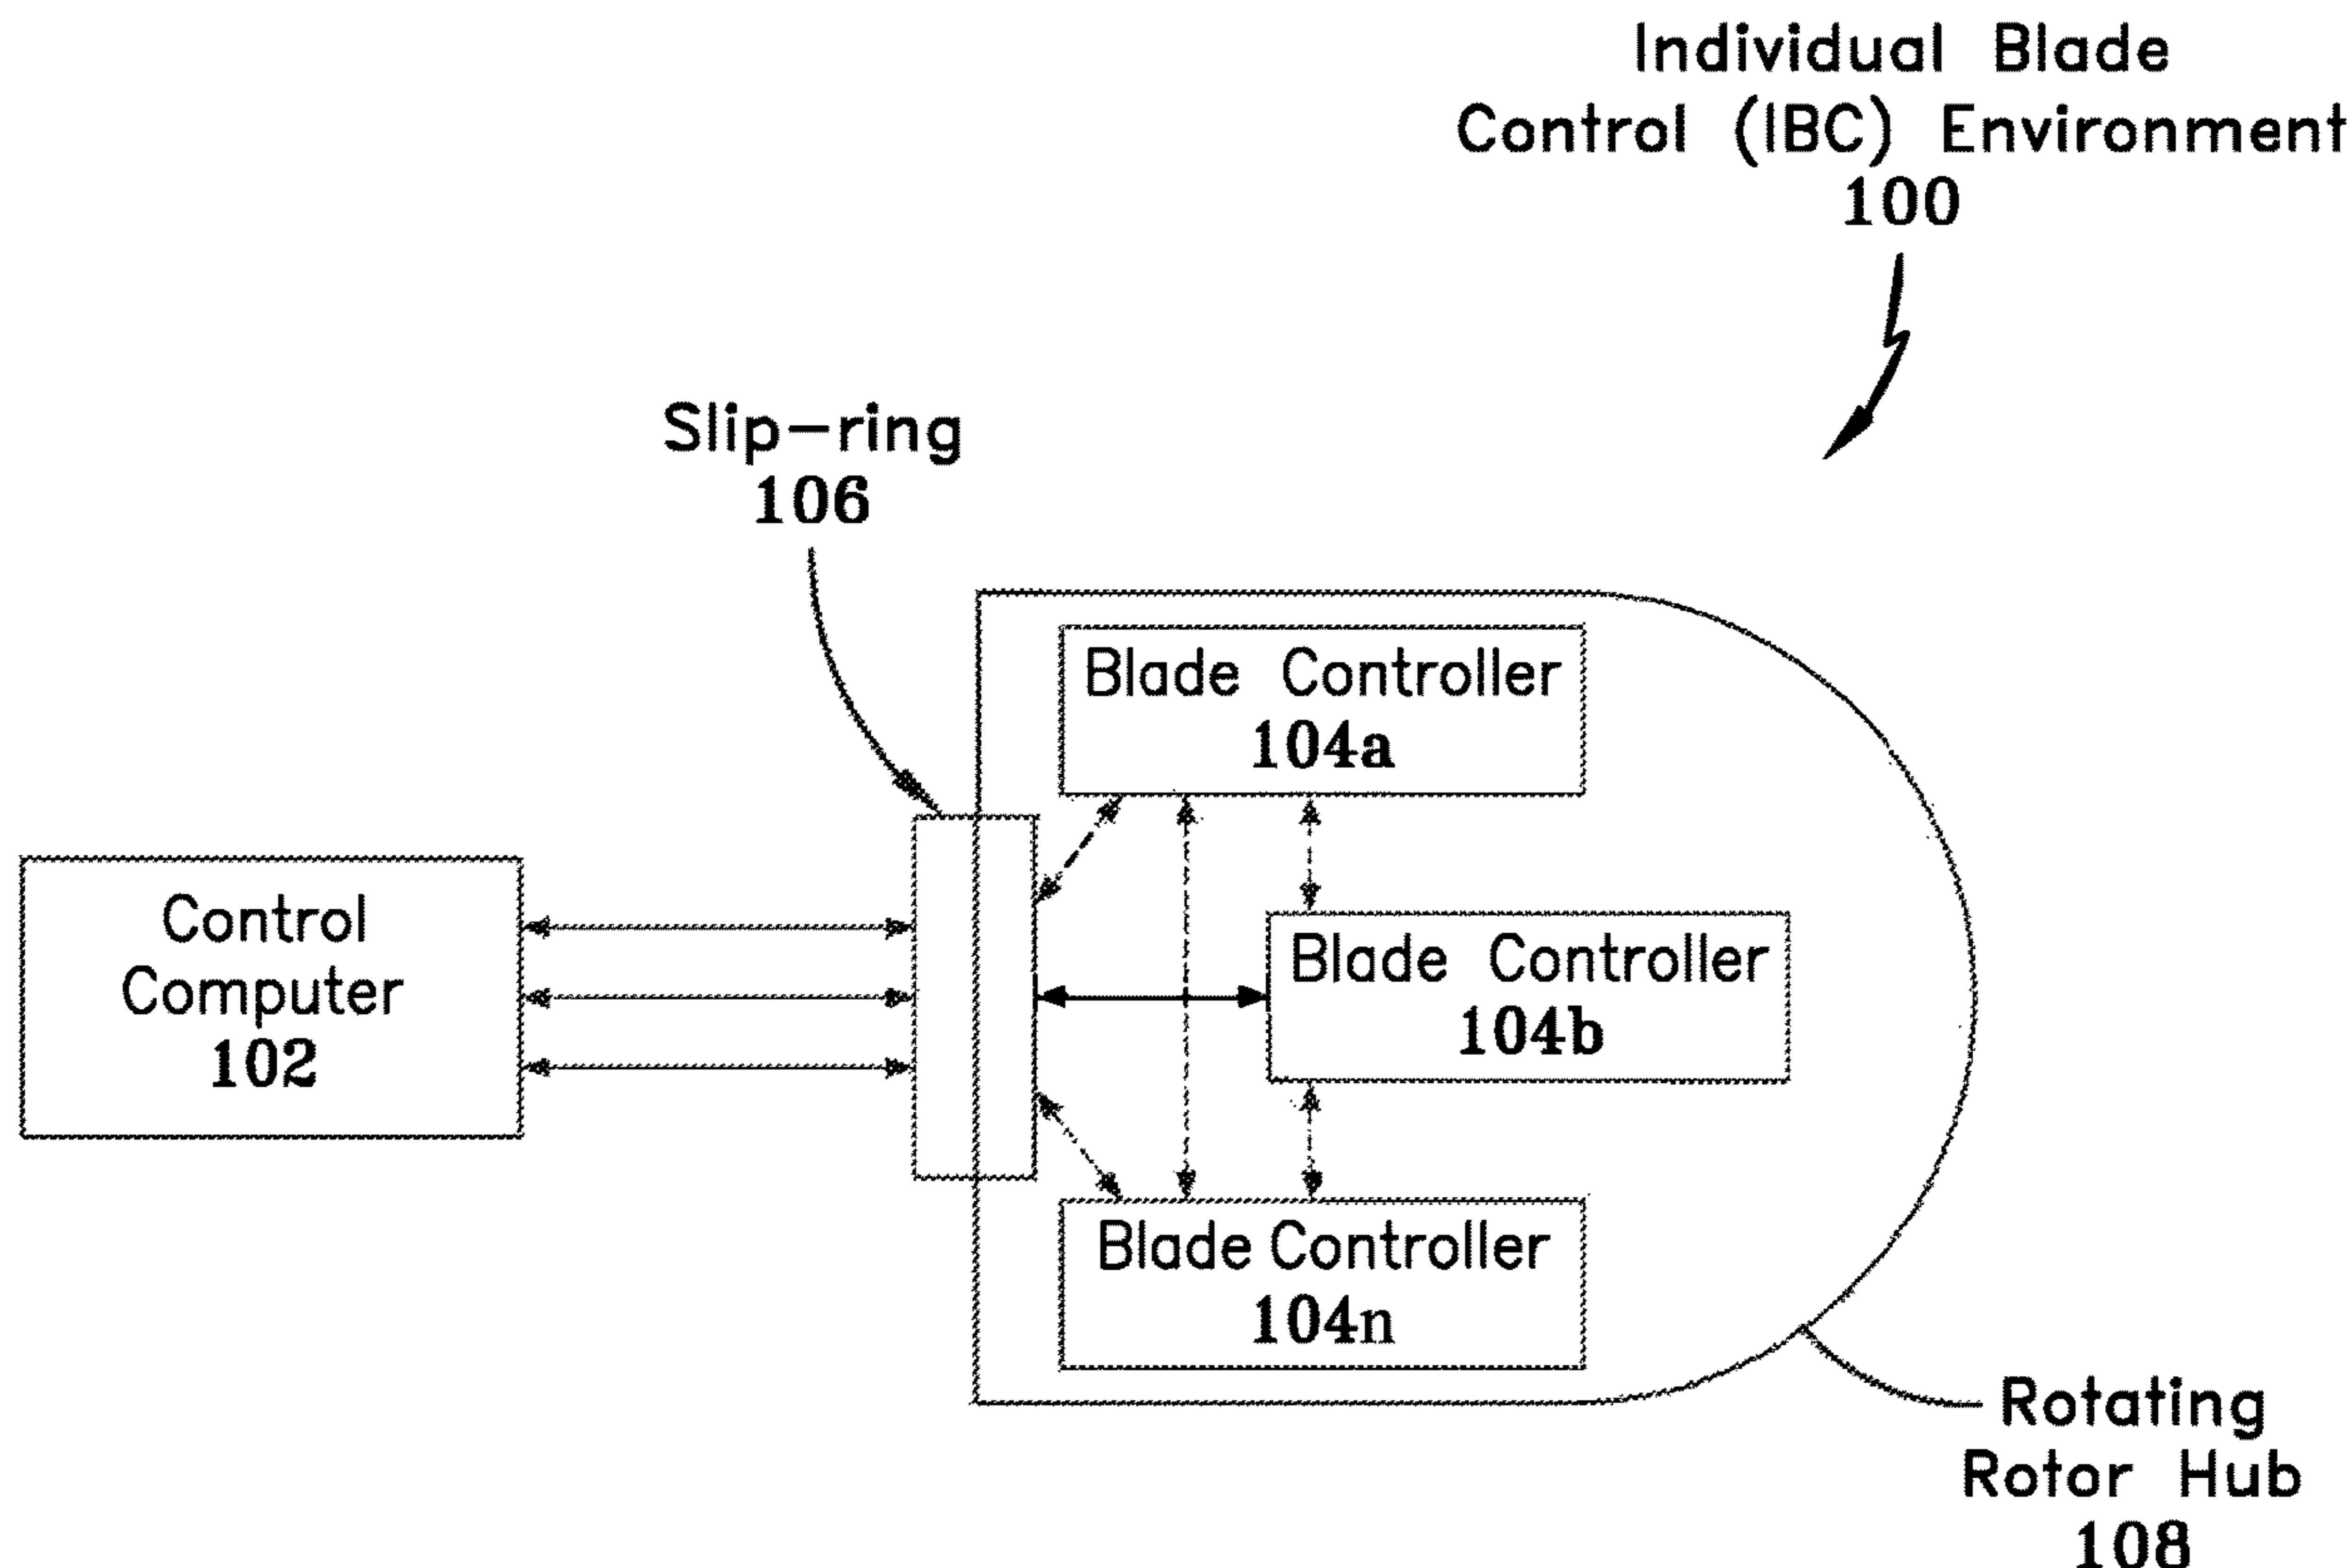 Individual Blade
Control (IBC) Environment
100
Slip-ring
106
Blade Controller
104a
Control
Computer
102
Blade Controller
104b
Blade Controller
104n
Rotating
Rotor Hub
108